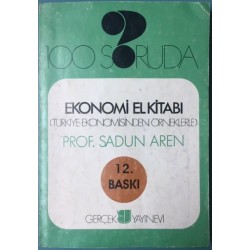 100 SORUDA
EKONOMİ EL KİTABI
(TÜRKİYE EKONOMİSİNDEN ÖRNEKLERLE)
PROF. SADUN AREN
12.
BASKI
GERÇEK YAYINEVİ